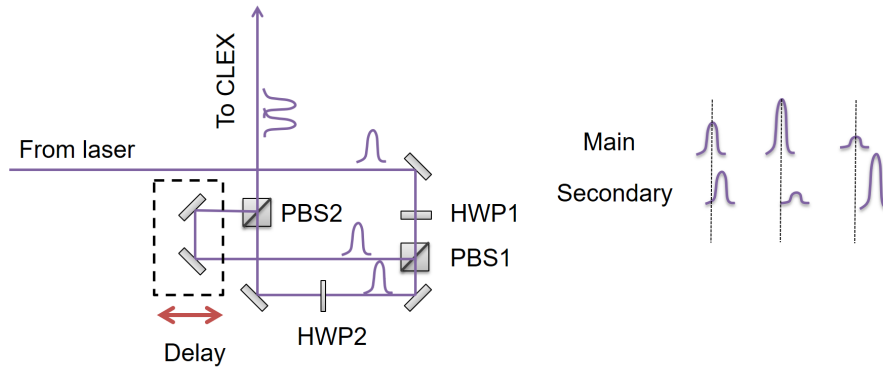 To CLEX
From laser
PBS2
HWP1
PBS1
HWP2
Delay
Main
Secondary